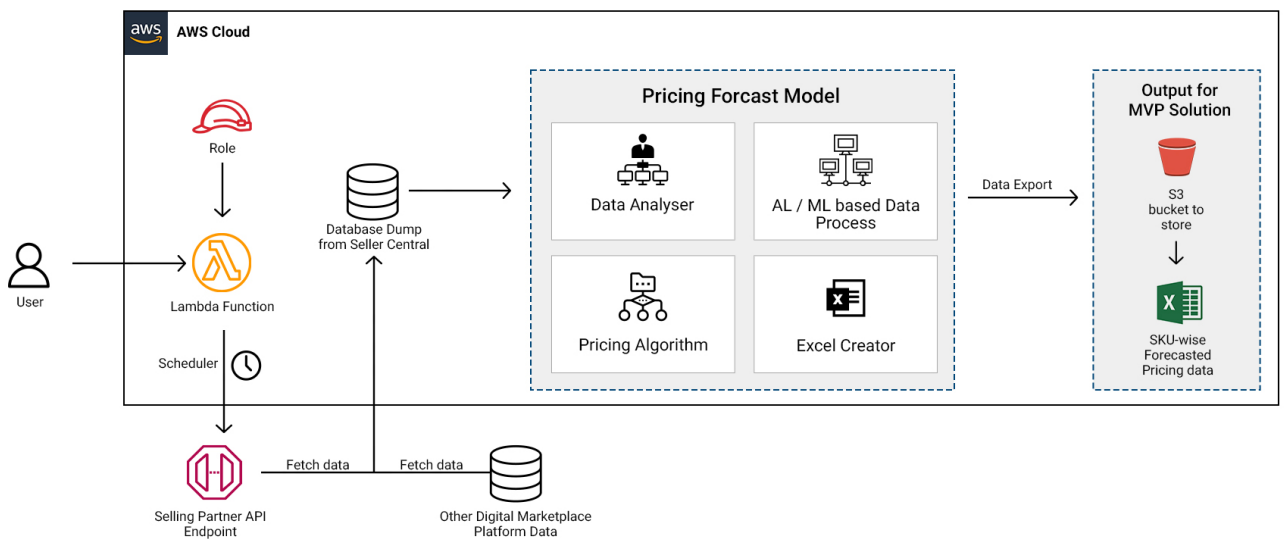 aws
AWS Cloud
Role
User
Lambda Function
Scheduler
Selling Partner API
Endpoint
Fetch data
Fetch data
Other Digital Marketplace
Platform Data
Database Dump
from Seller Central
Pricing Forcast Model
Data Analyser
AL / ML based Data
Process
Pricing Algorithm
X
Excel Creator
Data Export
Output for
MVP Solution
S3
bucket to
store
X
SKU-wise
Forecasted
Pricing data